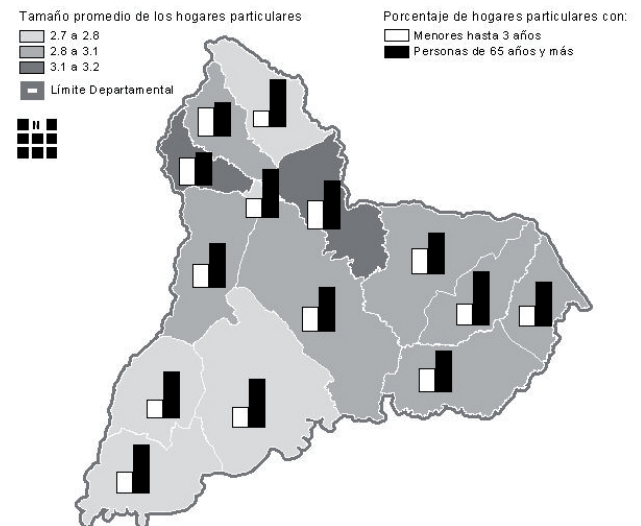 Tamaño promedio de los hogares particulares
2.7 a 2.8
2.8 a 3.1
3.1 a 3.2
Límite Departamental
N
Porcentaje de hogares particulares con:
Menores hasta 3 años
Personas de 65 años y más